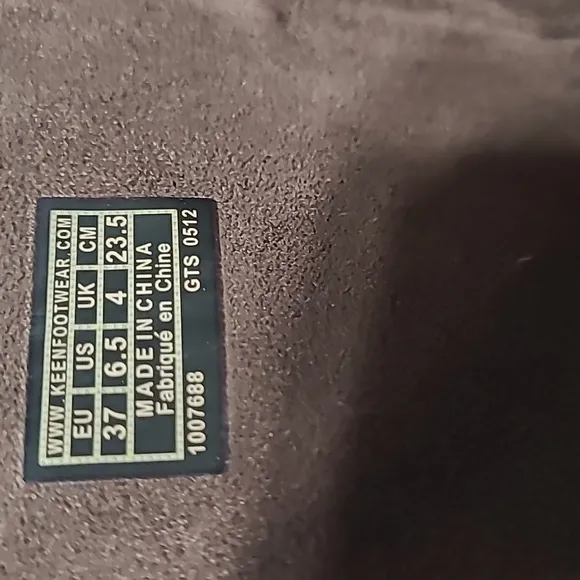 WWW.KEENFOOTWEAR.COM
EU US UK CM
37 6.5 4 23.5
MADE IN CHINA
Fabriqué en Chine
1007688 GTS 0512